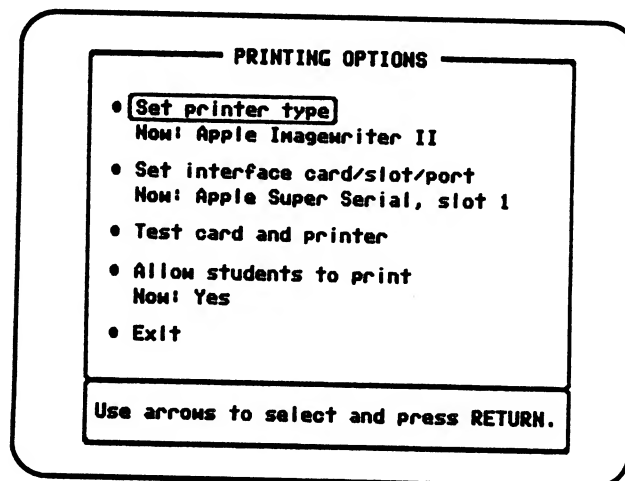 PRINTING OPTIONS
• Set printer type
Now: Apple Imagewriter II
• Set interface card/slot/port
Now: Apple Super Serial, slot 1
• Test card and printer
• Allow students to print
Now: Yes
• Exit
Use arrows to select and press RETURN.